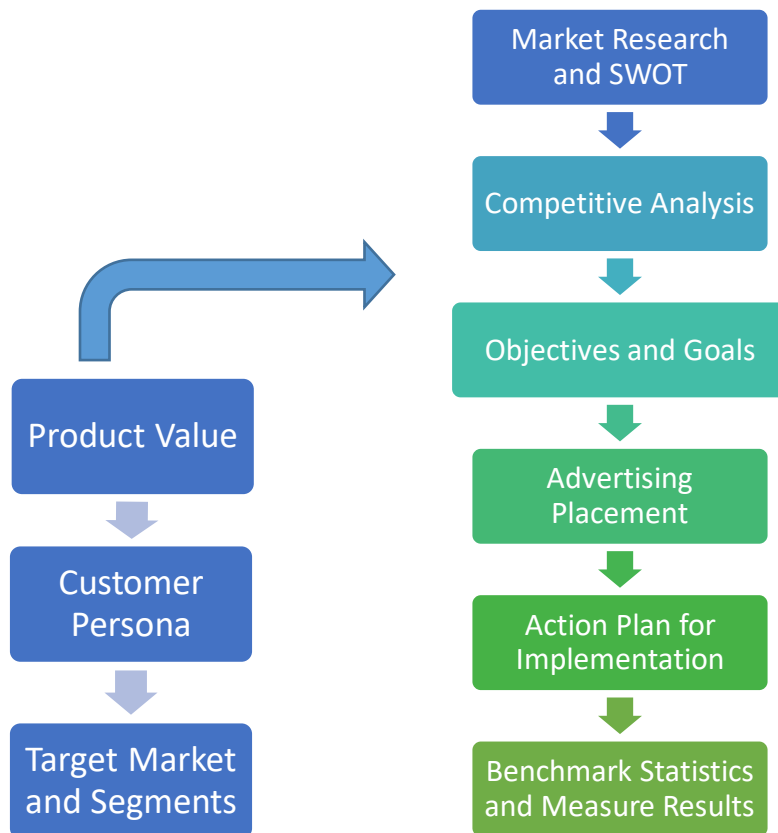 Product Value
Customer
Persona
Target Market
and Segments
Market Research
and SWOT
Competitive Analysis
Objectives and Goals
Advertising
Placement
Action Plan for
Implementation
Benchmark Statistics
and Measure Results